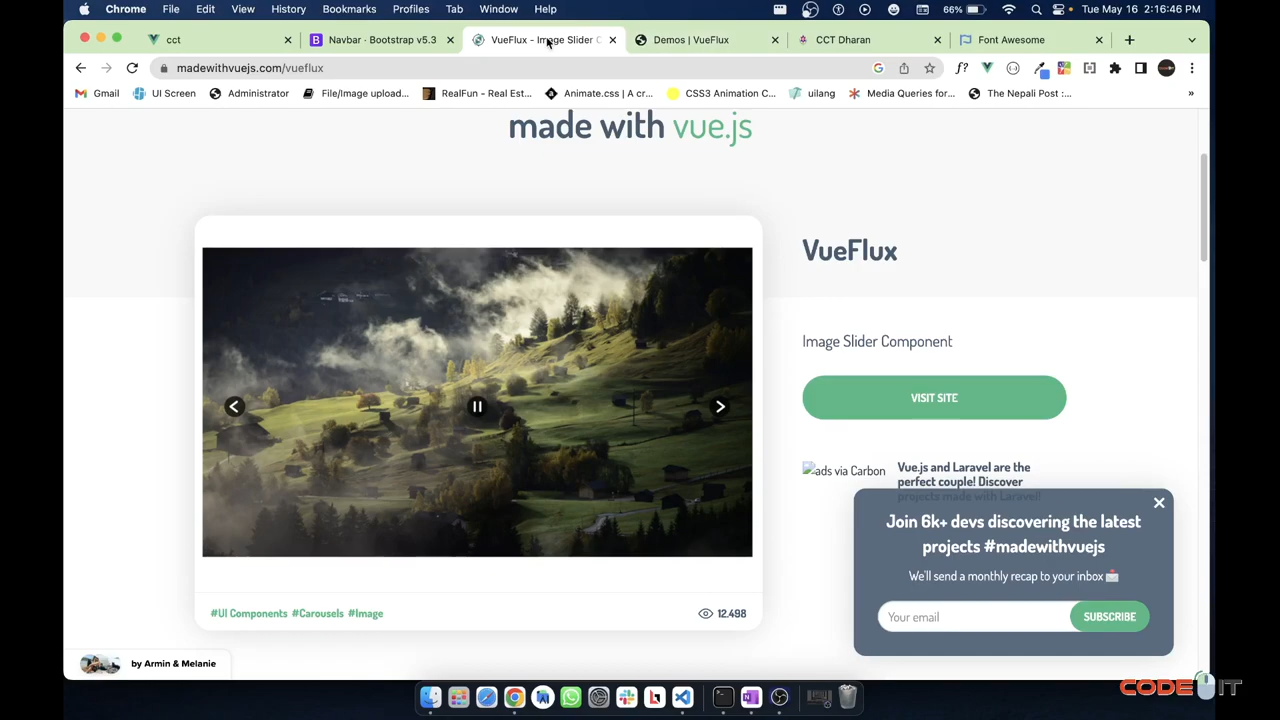 Chrome File Edit View History Bookmarks Profiles Tab Window Help 66% Tue May 16 2:16:46 PM
cct Navbar · Bootstrap v5.3 VueFlux - Image Slider C Demos | VueFlux CCT Dharan Font Awesome
madewithvuejs.com/vueflux
Gmail UI Screen Administrator File/Image upload... RealFun - Real Est... Animate.css | A cr... CSS3 Animation C... uilang Media Queries for... The Nepali Post :... »
made with vue.js
VueFlux
Image Slider Component
VISIT SITE
ads via Carbon
Vue.js and Laravel are the
perfect couple! Discover
projects made with Laravel!
Join 6k+ devs discovering the latest
projects #madewithvuejs
We'll send a monthly recap to your inbox
Your email SUBSCRIBE
#UI Components #Carousels #Image 12.498
by Armin & Melanie
CODE IT